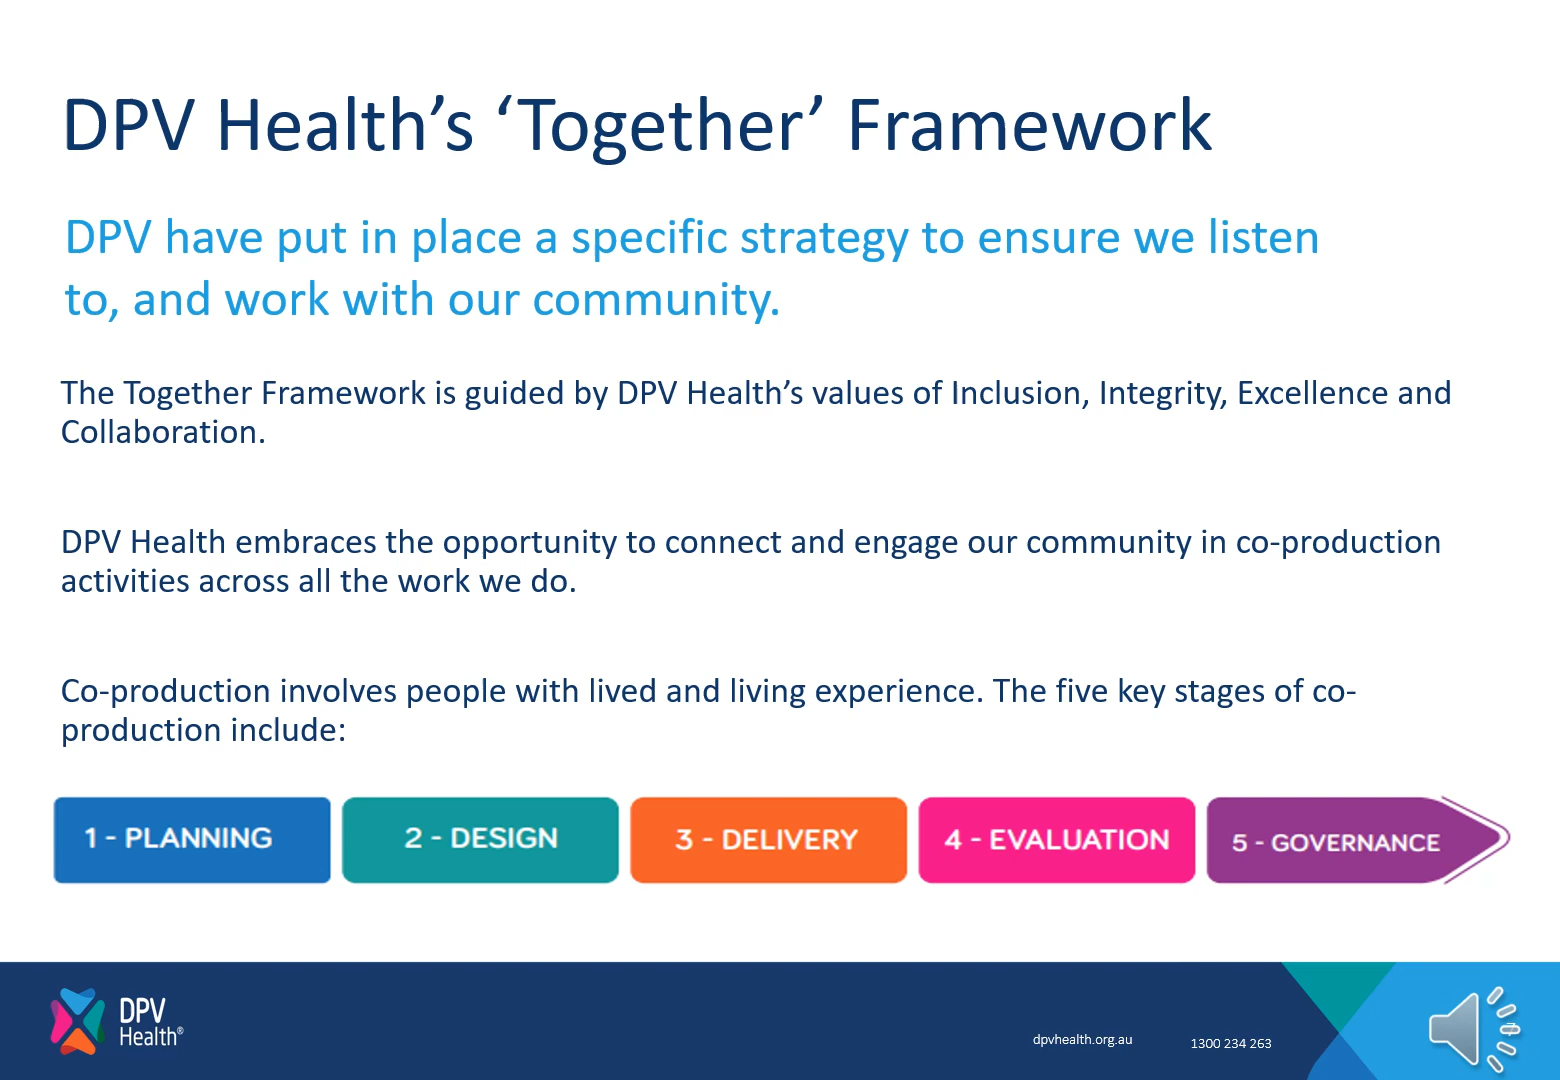 DPV Health’s ‘Together’ Framework
DPV have put in place a specific strategy to ensure we listen
to, and work with our community.
The Together Framework is guided by DPV Health’s values of Inclusion, Integrity, Excellence and
Collaboration.
DPV Health embraces the opportunity to connect and engage our community in co-production
activities across all the work we do.
Co-production involves people with lived and living experience. The five key stages of co-
production include:
1 - PLANNING
2 - DESIGN
3 - DELIVERY
4 - EVALUATION
5 - GOVERNANCE
DPV
Health®
dpvhealth.org.au
1300 234 263